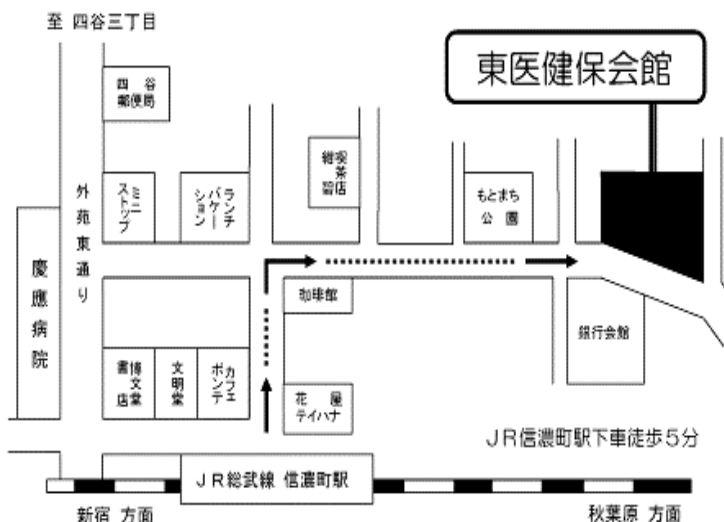 至 四谷三丁目
東医健保会館
四谷
郵便局
喫茶店
紺碧
ミニ
ストップ
ランチ
バケー
ション
もとまち
公園
外苑東通り
慶應病院
珈琲館
銀行会館
博文堂
書店
文明堂
カフェ
ポンテ
花屋
テイハナ
JR信濃町駅下車徒歩5分
JR総武線 信濃町駅
新宿 方面
秋葉原 方面